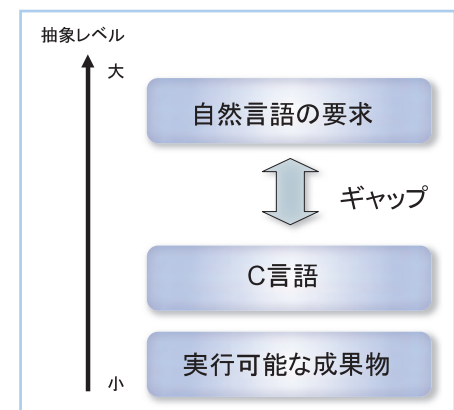 抽象レベル
大
自然言語の要求
ギャップ
C言語
実行可能な成果物
小